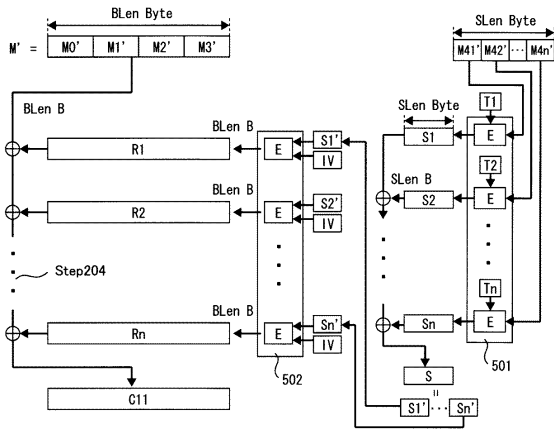 BLen Byte
SLen Byte
M' = M0' M1' M2' M3'
M41' M42' ··· M4n'
BLen B
T1
SLen Byte
BLen B
R1
E
S1'
IV
S1
E
T2
SLen B
BLen B
R2
E
S2'
IV
S2
E
Step204
Tn
BLen B
Rn
E
Sn'
IV
Sn
E
502
501
S
=
C11
S1' ··· Sn'